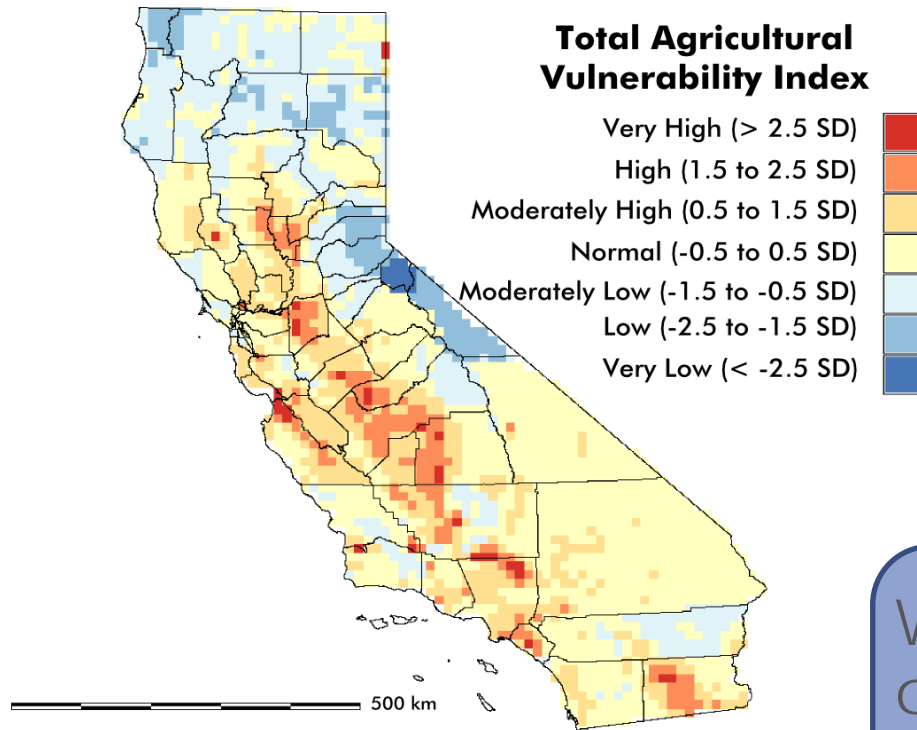 Total Agricultural
Vulnerability Index
Very High (> 2.5 SD)
High (1.5 to 2.5 SD)
Moderately High (0.5 to 1.5 SD)
Normal (-0.5 to 0.5 SD)
Moderately Low (-1.5 to -0.5 SD)
Low (-2.5 to -1.5 SD)
Very Low (< -2.5 SD)
500 km